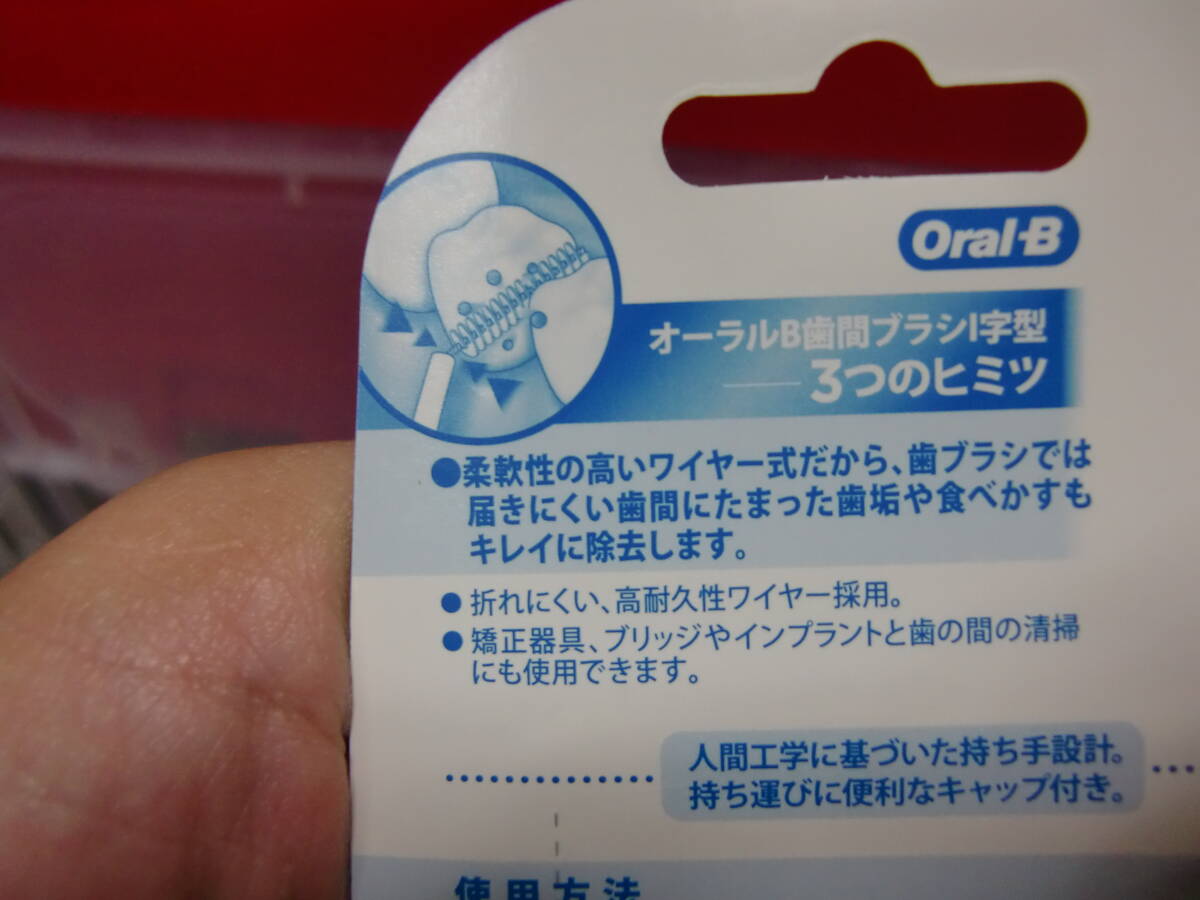 Oral-B
オーラルB歯間ブラシI字型
3つのヒミツ
●柔軟性の高いワイヤー式だから、歯ブラシでは
届きにくい歯間にたまった歯垢や食べかすも
キレイに除去します。
●折れにくい、高耐久性ワイヤー採用。
●矯正器具、ブリッジやインプラントと歯の間の清掃
にも使用できます。
人間工学に基づいた持ち手設計。
持ち運びに便利なキャップ付き。
使用方法